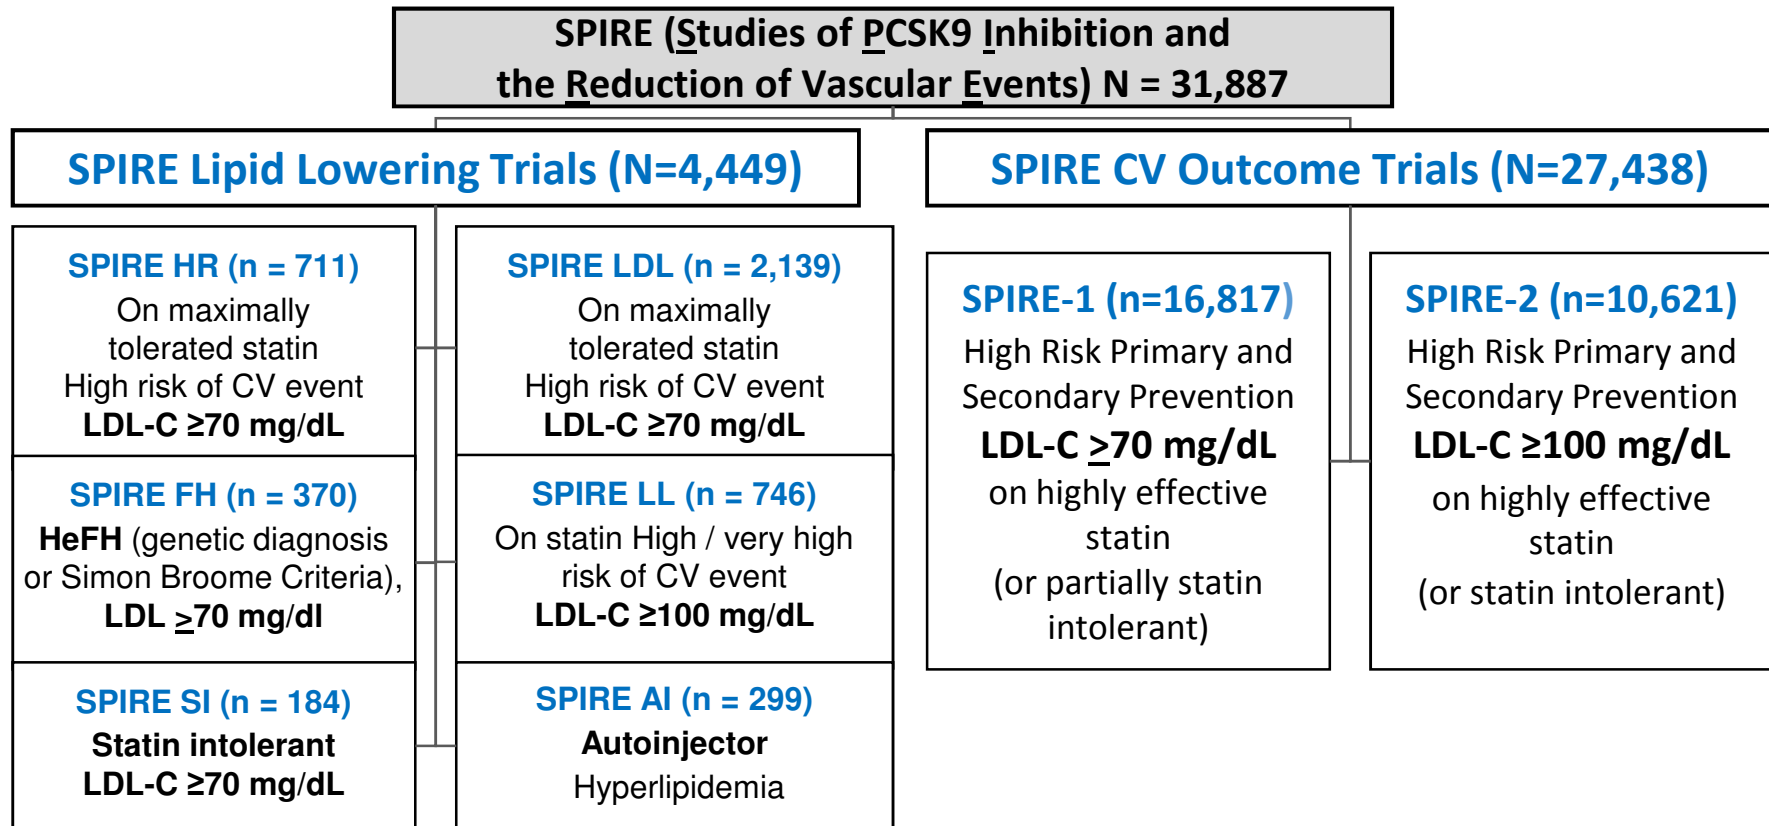 SPIRE (Studies of PCSK9 Inhibition and
the Reduction of Vascular Events) N = 31,887
SPIRE Lipid Lowering Trials (N=4,449)
SPIRE HR (n = 711)
On maximally
tolerated statin
High risk of CV event
LDL-C ≥70 mg/dL
SPIRE LDL (n = 2,139)
On maximally
tolerated statin
High risk of CV event
LDL-C ≥70 mg/dL
SPIRE FH (n = 370)
HeFH (genetic diagnosis
or Simon Broome Criteria),
LDL ≥70 mg/dl
SPIRE LL (n = 746)
On statin High / very high
risk of CV event
LDL-C ≥100 mg/dL
SPIRE SI (n = 184)
Statin intolerant
LDL-C ≥70 mg/dL
SPIRE AI (n = 299)
Autoinjector
Hyperlipidemia
SPIRE CV Outcome Trials (N=27,438)
SPIRE-1 (n=16,817)
High Risk Primary and
Secondary Prevention
LDL-C ≥70 mg/dL
on highly effective
statin
(or partially statin
intolerant)
SPIRE-2 (n=10,621)
High Risk Primary and
Secondary Prevention
LDL-C ≥100 mg/dL
on highly effective
statin
(or statin intolerant)